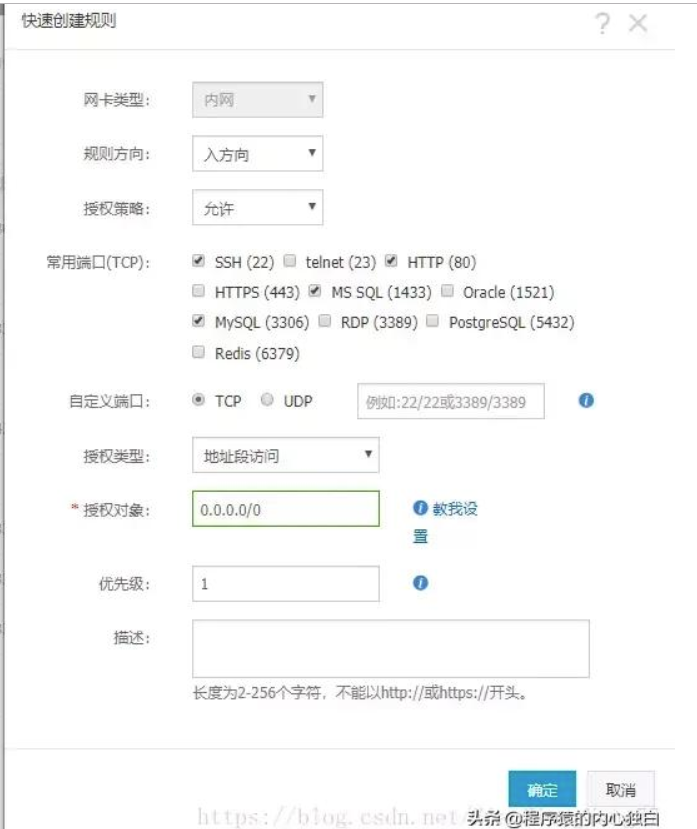 快速创建规则
网卡类型: 内网
规则方向: 入方向
授权策略: 允许
常用端口(TCP): SSH (22) telnet (23) HTTP (80)
HTTPS (443) MS SQL (1433) Oracle (1521)
MySQL (3306) RDP (3389) PostgreSQL (5432)
Redis (6379)
自定义端口: TCP UDP 例如:22/22或3389/3389
授权类型: 地址段访问
* 授权对象: 0.0.0.0/0 教我设
置
优先级: 1
描述:
长度为2-256个字符，不能以http://或https://开头。
确定 取消
https://blog.csdn.net
头条 @程序猿的内心独白